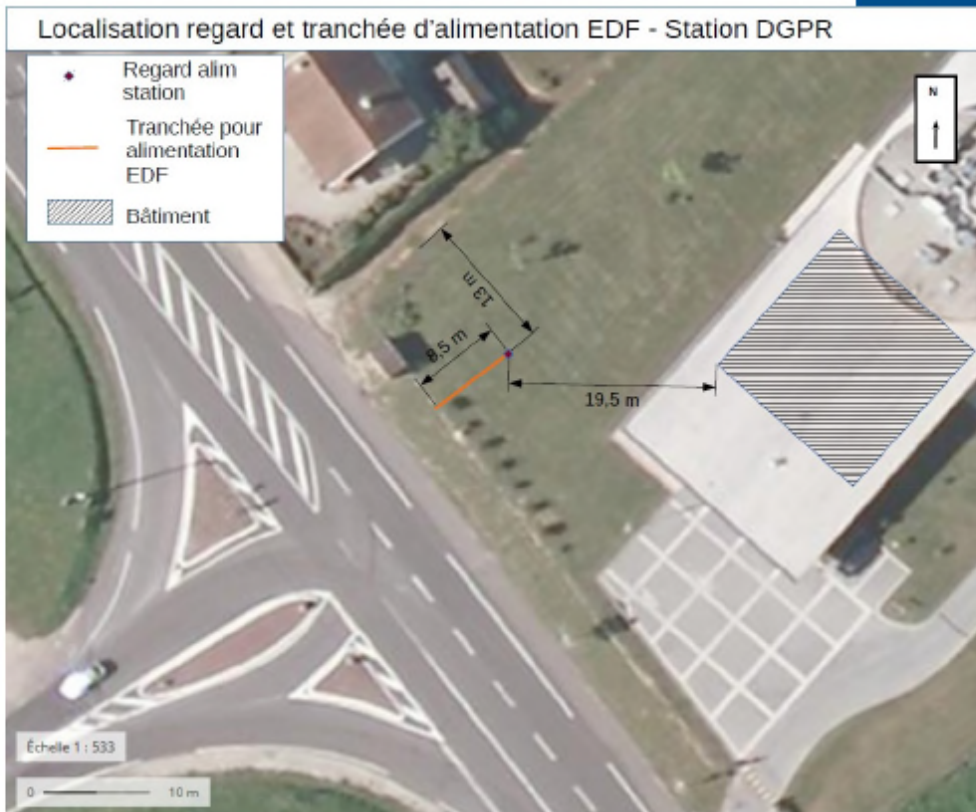 Localisation regard et tranchée d'alimentation EDF - Station DGPR
Regard alim
station
Tranchée pour
alimentation
EDF
Bâtiment
N
13 m
8,5 m
19,5 m
Échelle 1 : 533
0 10 m